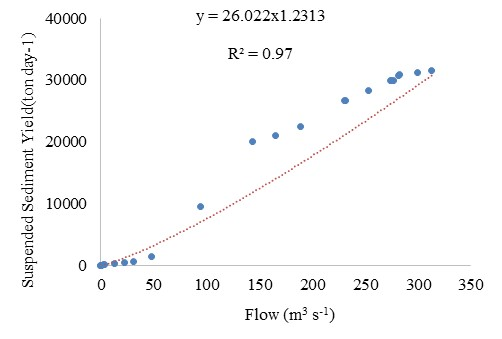 y = 26.022x1.2313
R² = 0.97
Suspended Sediment Yield(ton day-1)
40000
30000
20000
10000
0
0 50 100 150 200 250 300 350
Flow (m³ s⁻¹)